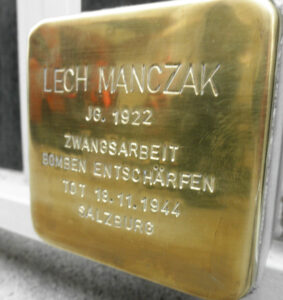 LECH MANCZAK
JG. 1922
ZWANGSARBEIT
BOMBEN ENTSCHÄRFEN
TOT 18.11.1944
SALZBURG